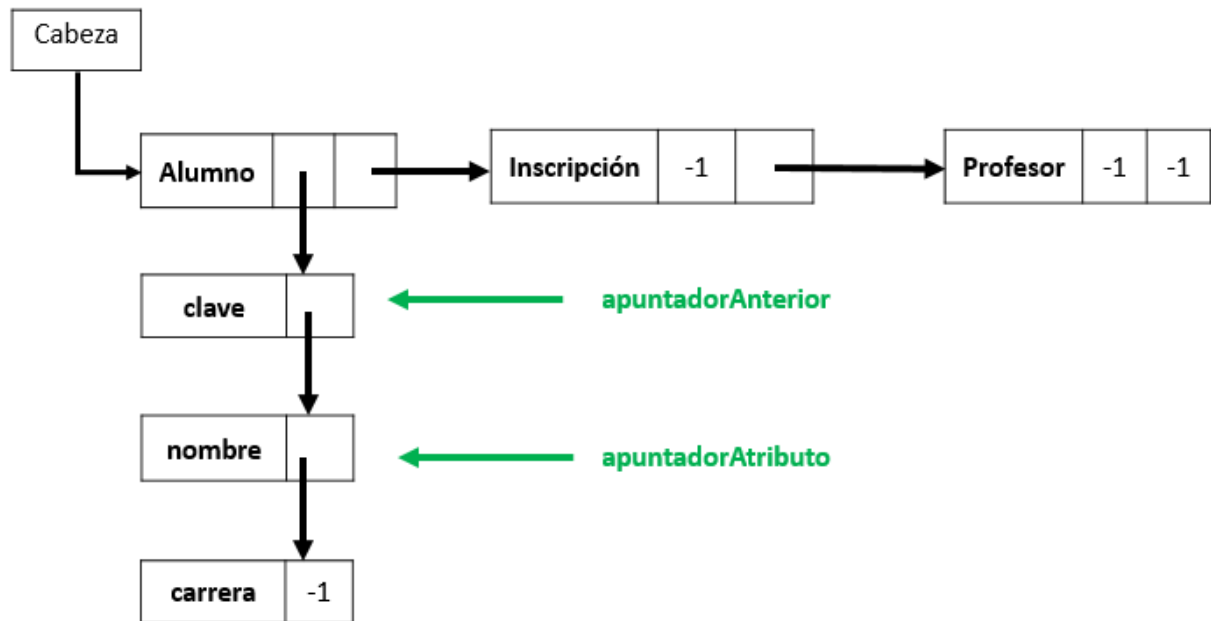 Cabeza
Alumno
Inscripción -1
Profesor -1 -1
clave
apuntadorAnterior
nombre
apuntadorAtributo
carrera -1